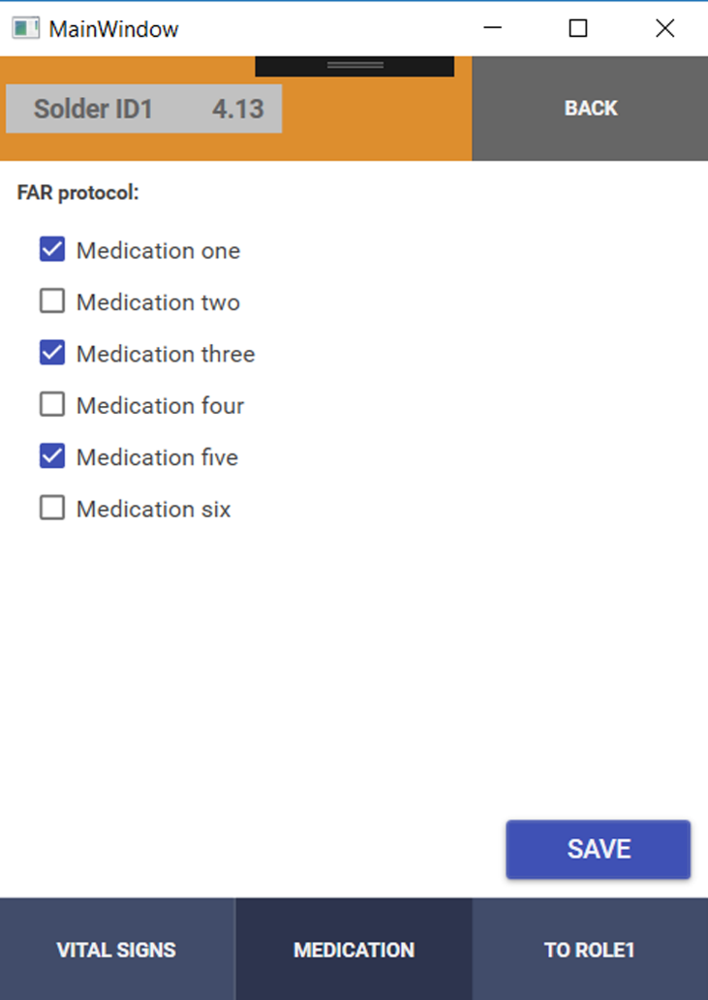 MainWindow
Solder ID1 4.13
BACK
FAR protocol:
Medication one
Medication two
Medication three
Medication four
Medication five
Medication six
SAVE
VITAL SIGNS MEDICATION TO ROLE1